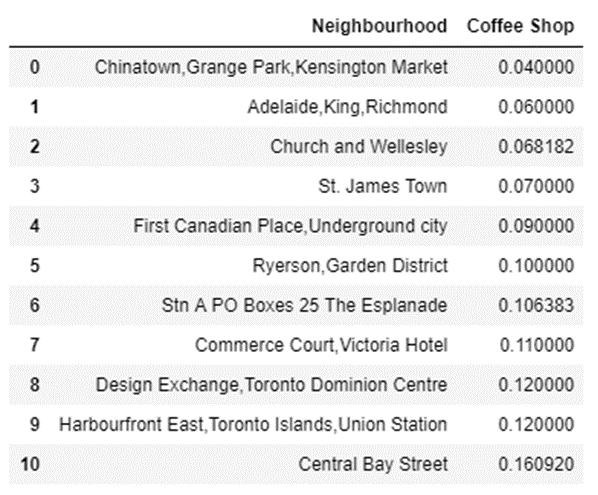 Neighbourhood Coffee Shop
0 Chinatown,Grange Park,Kensington Market 0.040000
1 Adelaide,King,Richmond 0.060000
2 Church and Wellesley 0.068182
3 St. James Town 0.070000
4 First Canadian Place,Underground city 0.090000
5 Ryerson,Garden District 0.100000
6 Stn A PO Boxes 25 The Esplanade 0.106383
7 Commerce Court,Victoria Hotel 0.110000
8 Design Exchange,Toronto Dominion Centre 0.120000
9 Harbourfront East,Toronto Islands,Union Station 0.120000
10 Central Bay Street 0.160920